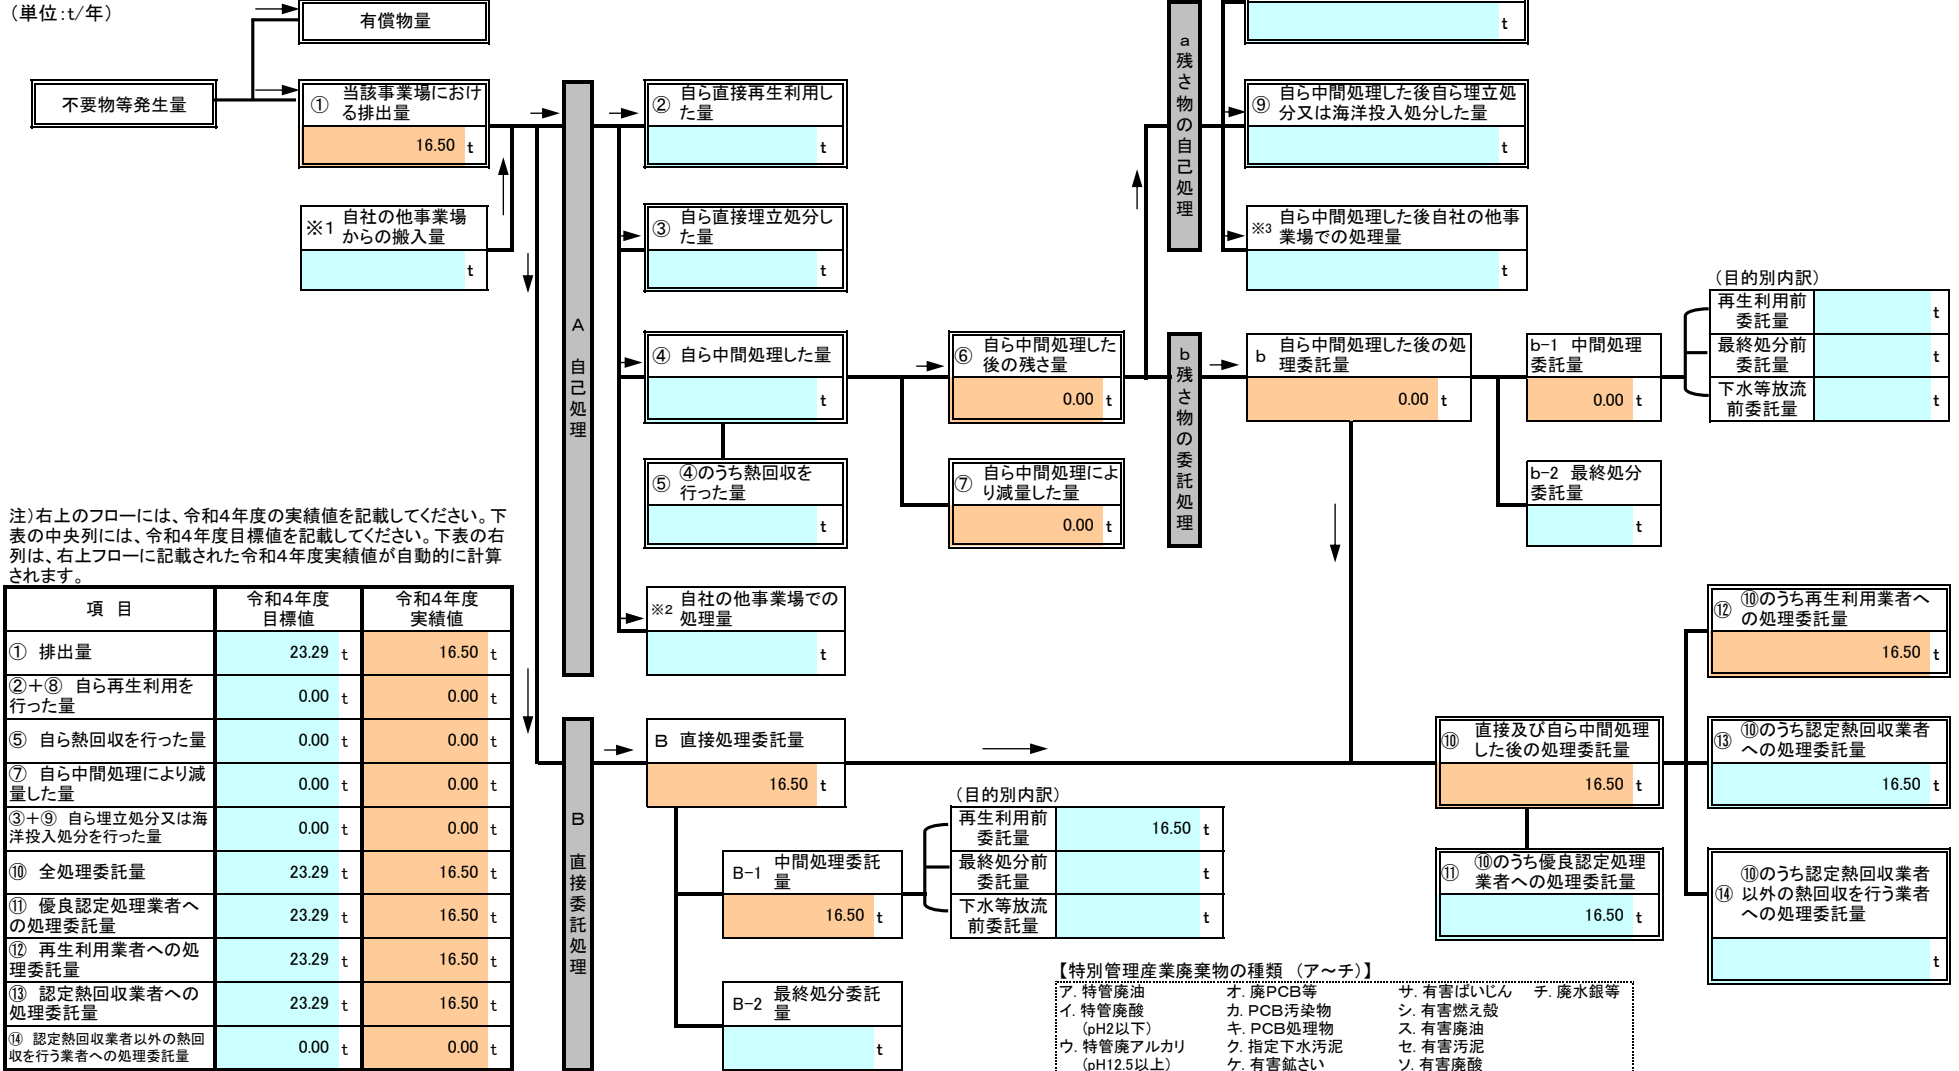 （単位：t/年）
有償物量
不要物等発生量
① 当該事業場におけ
る排出量
16.50 t
※1 自社の他事業場
からの搬入量
t
A 自己処理
② 自ら直接再生利用し
た量
t
③ 自ら直接埋立処分し
た量
t
④ 自ら中間処理した量
t
⑤ ④のうち熱回収を
行った量
t
※2 自社の他事業場での
処理量
t
⑥ 自ら中間処理した
後の残さ量
0.00 t
⑦ 自ら中間処理によ
り減量した量
0.00 t
a 残さ物の自己処理
t
⑨ 自ら中間処理した後自ら埋立処
分又は海洋投入処分した量
t
※3 自ら中間処理した後自社の他事
業場での処理量
t
b 残さ物の委託処理
b 自ら中間処理した後の処
理委託量
0.00 t
b-1 中間処理
委託量
0.00 t
b-2 最終処分
委託量
t
（目的別内訳）
再生利用前
委託量
t
最終処分前
委託量
t
下水等放流
前委託量
t
注）右上のフローには、令和4年度の実績値を記載してください。下
表の中央列には、令和4年度目標値を記載してください。下表の右
列は、右上フローに記載された令和4年度実績値が自動的に計算
されます。
項 目
令和4年度
目標値
令和4年度
実績値
① 排出量
23.29 t 16.50 t
②＋⑧ 自ら再生利用を
行った量
0.00 t 0.00 t
⑤ 自ら熱回収を行った量
0.00 t 0.00 t
⑦ 自ら中間処理により減
量した量
0.00 t 0.00 t
③＋⑨ 自ら埋立処分又は海
洋投入処分を行った量
0.00 t 0.00 t
⑩ 全処理委託量
23.29 t 16.50 t
⑪ 優良認定処理業者へ
の処理委託量
23.29 t 16.50 t
⑫ 再生利用業者への処
理委託量
23.29 t 16.50 t
⑬ 認定熱回収業者への
処理委託量
23.29 t 16.50 t
⑭ 認定熱回収業者以外の熱回
収を行う業者への処理委託量
0.00 t 0.00 t
B 直接委託処理
B 直接処理委託量
16.50 t
B-1 中間処理委託
量
16.50 t
B-2 最終処分委託
量
t
（目的別内訳）
再生利用前
委託量
16.50 t
最終処分前
委託量
t
下水等放流
前委託量
t
⑩ 直接及び自ら中間処理
した後の処理委託量
16.50 t
⑪ ⑩のうち優良認定処理
業者への処理委託量
16.50 t
⑫ ⑩のうち再生利用業者へ
の処理委託量
16.50 t
⑬ ⑩のうち認定熱回収業者
への処理委託量
16.50 t
⑭ ⑩のうち認定熱回収業者
以外の熱回収を行う業者
への処理委託量
t
【特別管理産業廃棄物の種類 （ア～チ）】
ア. 特管廃油 オ. 廃PCB等 サ. 有害ばいじん チ. 廃水銀等
イ. 特管廃酸 カ. PCB汚染物 シ. 有害燃え殻
（pH2以下） キ. PCB処理物 ス. 有害廃油
ウ. 特管廃アルカリ ク. 指定下水汚泥 セ. 有害汚泥
（pH12.5以上） ケ. 有害鉱さい ソ. 有害廃酸